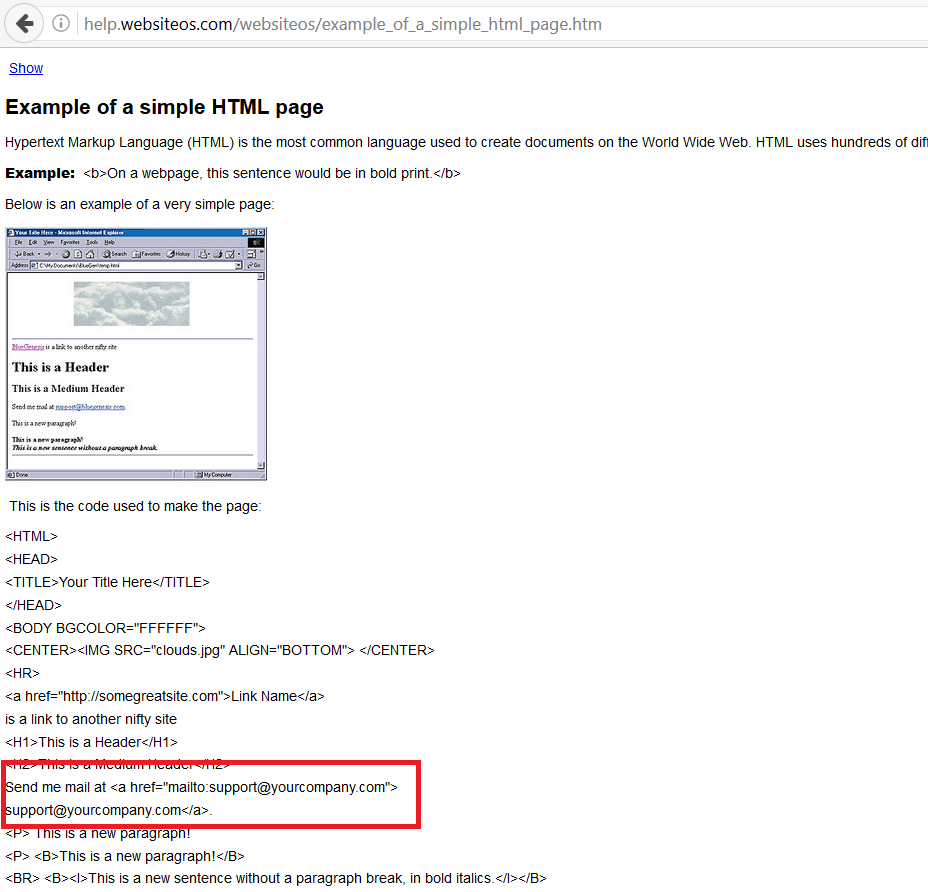 help.websiteos.com/websiteos/example_of_a_simple_html_page.htm
Show
Example of a simple HTML page
Hypertext Markup Language (HTML) is the most common language used to create documents on the World Wide Web. HTML uses hundreds of dif
Example: <b>On a webpage, this sentence would be in bold print.</b>
Below is an example of a very simple page:
Your Title Here - Microsoft Internet Explorer
File Edit View Favorites Tools Help
Back Search Favorites History
Address C:\My Documents\BlueGen\temp.html Go
BlueGenesis is a link to another nifty site
This is a Header
This is a Medium Header
Send me mail at support@bluegenesis.com.
This is a new paragraph!
This is a new paragraph!
This is a new sentence without a paragraph break.
Done My Computer
This is the code used to make the page:
<HTML>
<HEAD>
<TITLE>Your Title Here</TITLE>
</HEAD>
<BODY BGCOLOR="FFFFFF">
<CENTER><IMG SRC="clouds.jpg" ALIGN="BOTTOM"> </CENTER>
<HR>
<a href="http://somegreatsite.com">Link Name</a>
is a link to another nifty site
<H1>This is a Header</H1>
<H2>This is a Medium Header</H2>
Send me mail at <a href="mailto:support@yourcompany.com">
support@yourcompany.com</a>.
<P> This is a new paragraph!
<P> <B>This is a new paragraph!</B>
<BR> <B><I>This is a new sentence without a paragraph break, in bold italics.</I></B>